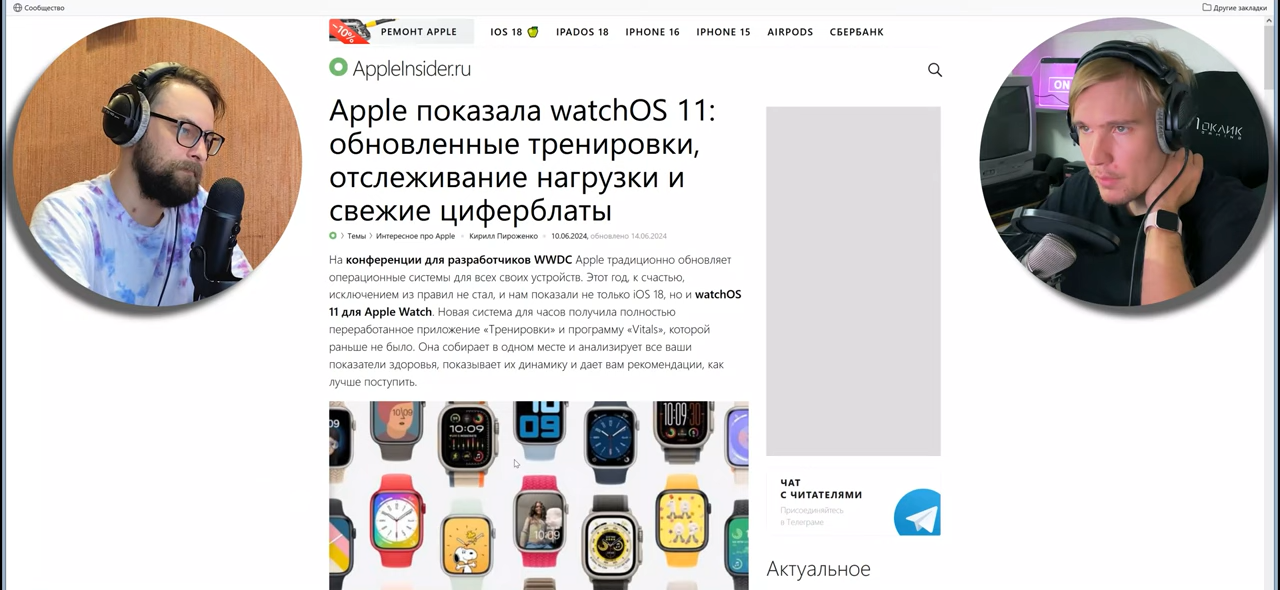 Сообщество
Другие закладки
-10%
РЕМОНТ APPLE
IOS 18
IPADOS 18
IPHONE 16
IPHONE 15
AIRPODS
СБЕРБАНК
AppleInsider.ru
Apple показала watchOS 11:
обновленные тренировки,
отслеживание нагрузки и
свежие циферблаты
Темы
Интересное про Apple
Кирилл Пироженко
10.06.2024, обновлено 14.06.2024
На конференции для разработчиков WWDC Apple традиционно обновляет
операционные системы для всех своих устройств. Этот год, к счастью,
исключением из правил не стал, и нам показали не только iOS 18, но и watchOS
11 для Apple Watch. Новая система для часов получила полностью
переработанное приложение «Тренировки» и программу «Vitals», которой
раньше не было. Она собирает в одном месте и анализирует все ваши
показатели здоровья, показывает их динамику и дает вам рекомендации, как
лучше поступить.
10:09
10:09
10:09
10:09
ЧАТ
С ЧИТАТЕЛЯМИ
Присоединяйтесь
в Телеграме
Актуальное
ON